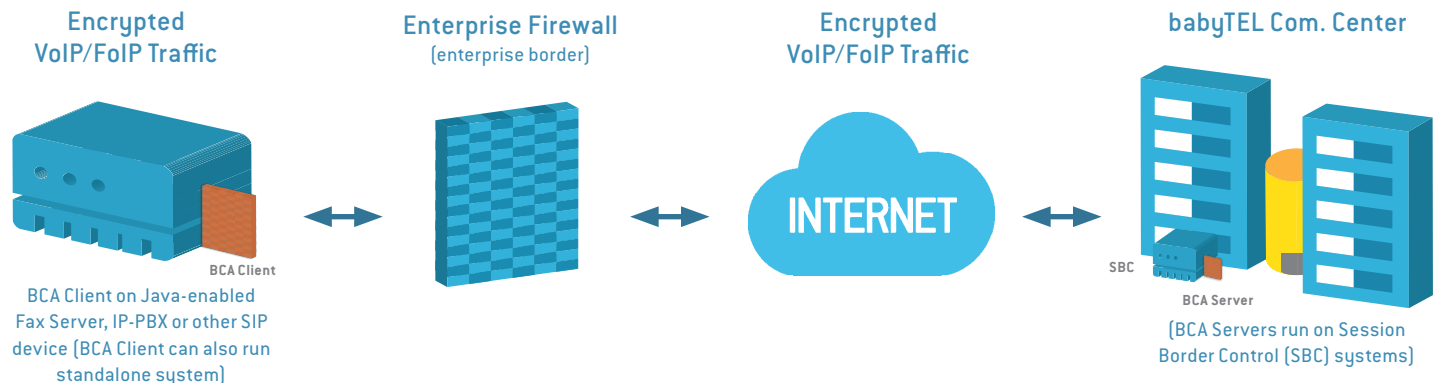 Encrypted
VoIP/FoIP Traffic
BCA Client
BCA Client on Java-enabled
Fax Server, IP-PBX or other SIP
device (BCA Client can also run
standalone system)
Enterprise Firewall
(enterprise border)
Encrypted
VoIP/FoIP Traffic
INTERNET
babyTEL Com. Center
SBC
BCA Server
(BCA Servers run on Session
Border Control (SBC) systems)